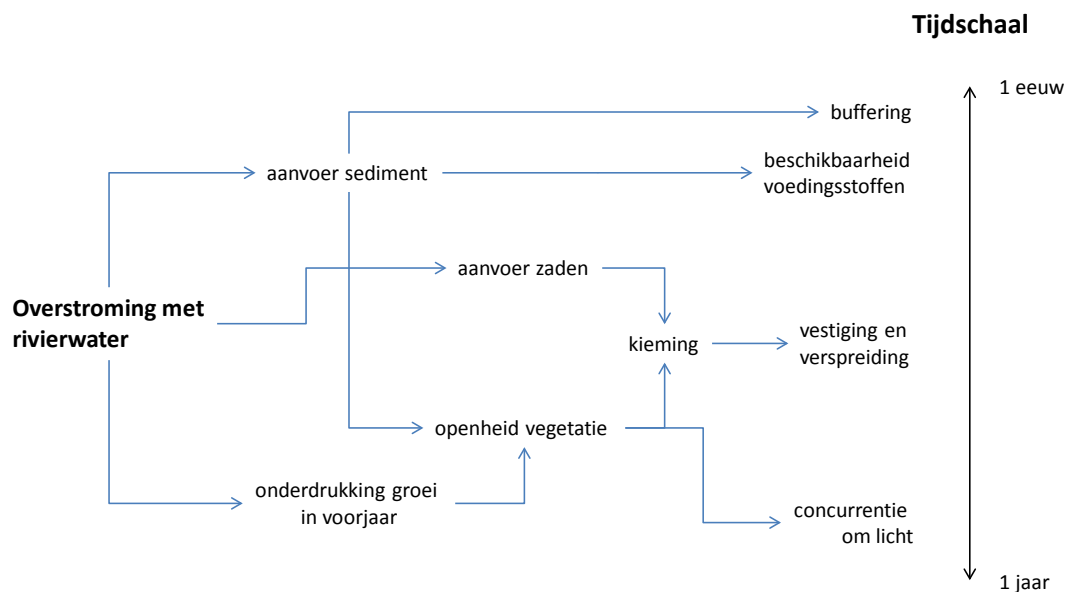 Tijdschaal
1 eeuw
buffering
beschikbaarheid
voedingsstoffen
aanvoer sediment
aanvoer zaden
Overstroming met
rivierwater
kieming
vestiging en
verspreiding
openheid vegetatie
onderdrukking groei
in voorjaar
concurrentie
om licht
1 jaar